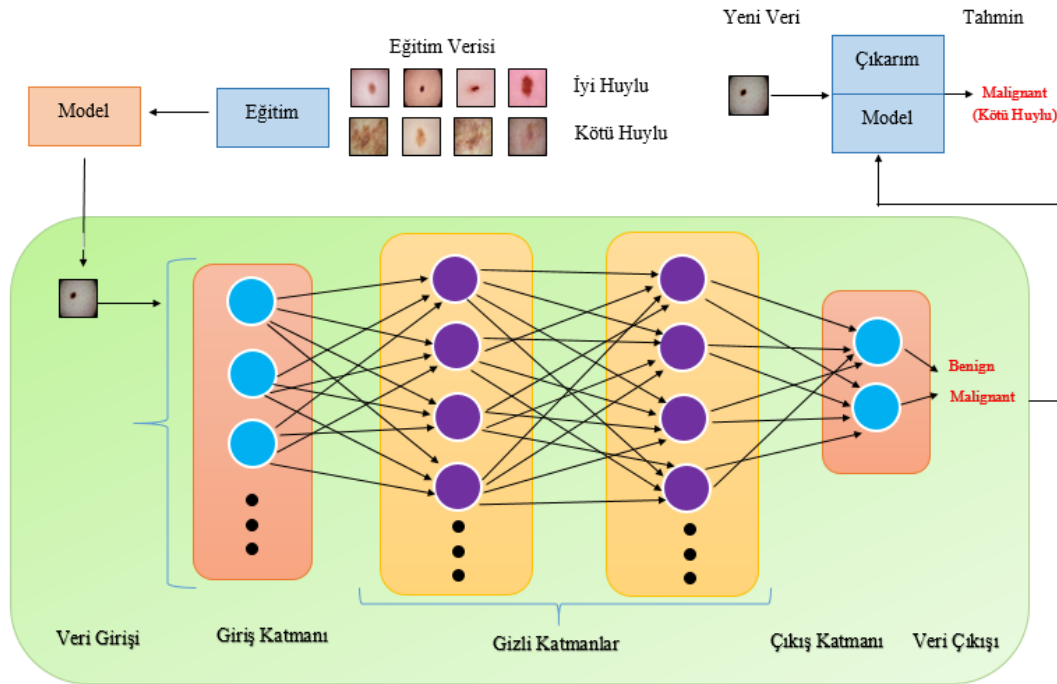 Yeni Veri
Tahmin
Eğitim Verisi
İyi Huylu
Kötü Huylu
Eğitim
Model
Çıkarım
Model
Malignant
(Kötü Huylu)
Benign
Malignant
Veri Girişi
Giriş Katmanı
Gizli Katmanlar
Çıkış Katmanı
Veri Çıkışı